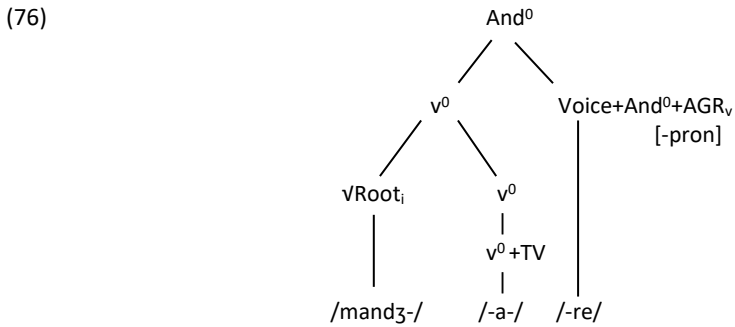 (76)
And⁰
v⁰ Voice+And⁰+AGRᵥ
[-pron]
√Rootᵢ v⁰
v⁰ +TV
/mandʒ-/ /-a-/ /-re/